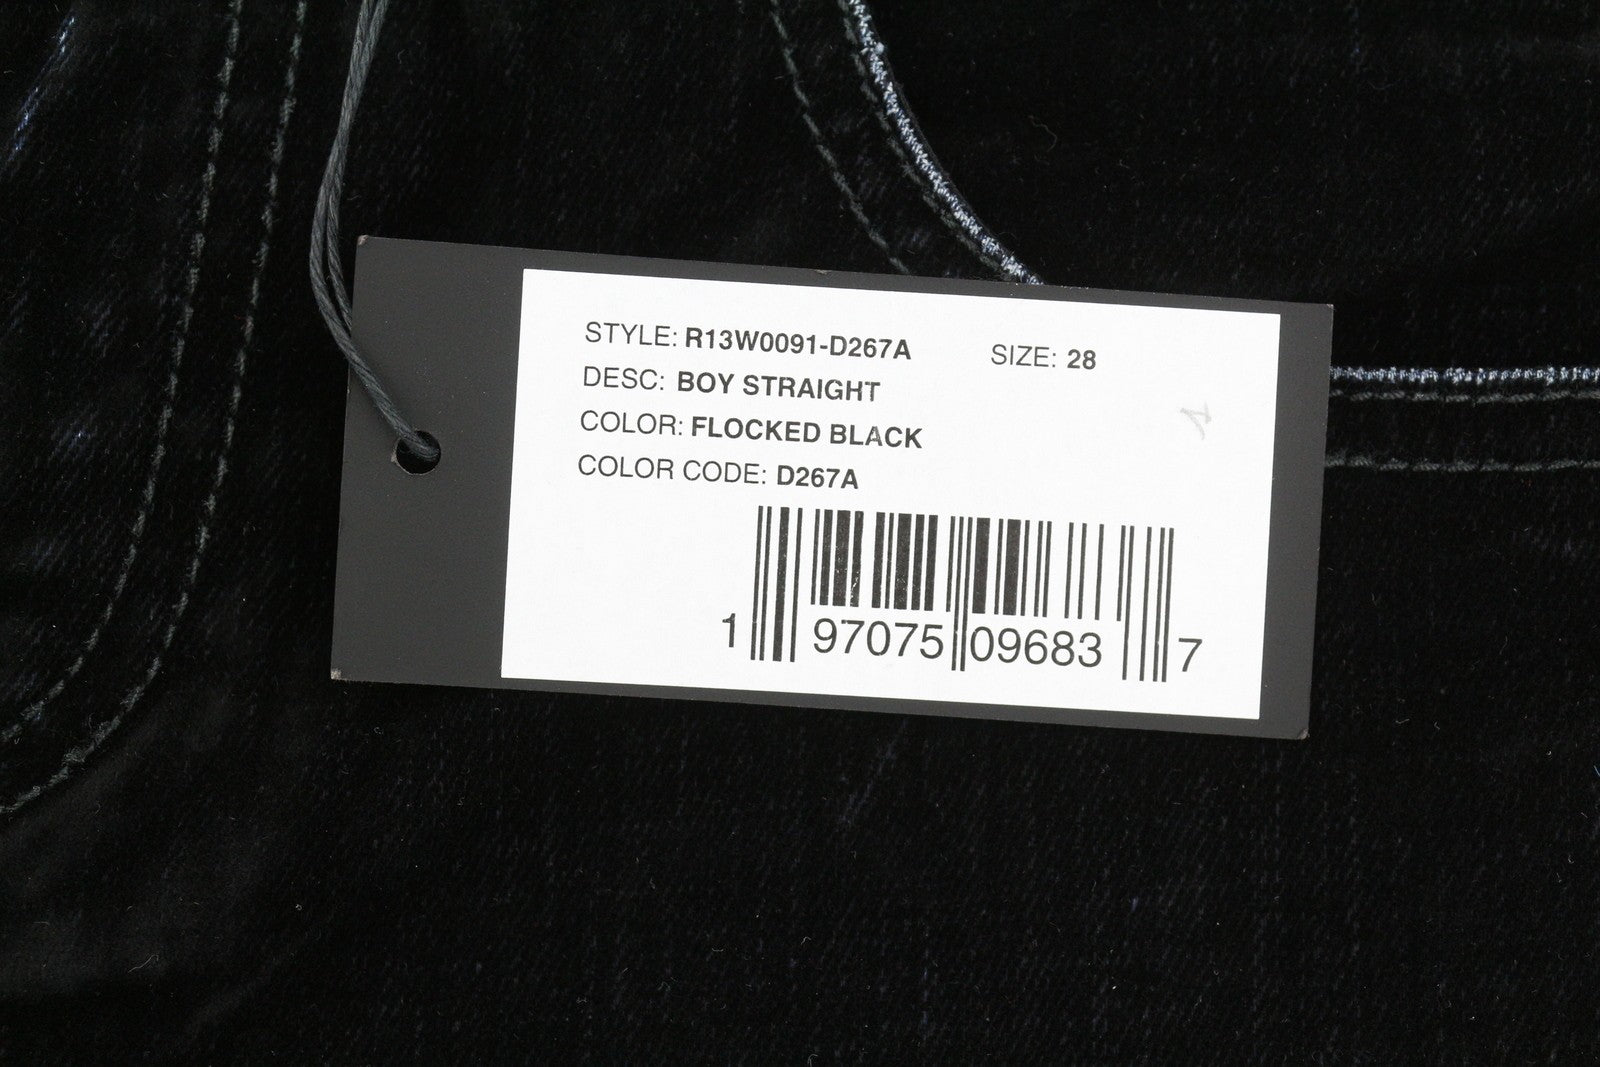 STYLE: R13W0091-D267A SIZE: 28
DESC: BOY STRAIGHT
COLOR: FLOCKED BLACK
COLOR CODE: D267A
1 97075 09683 7